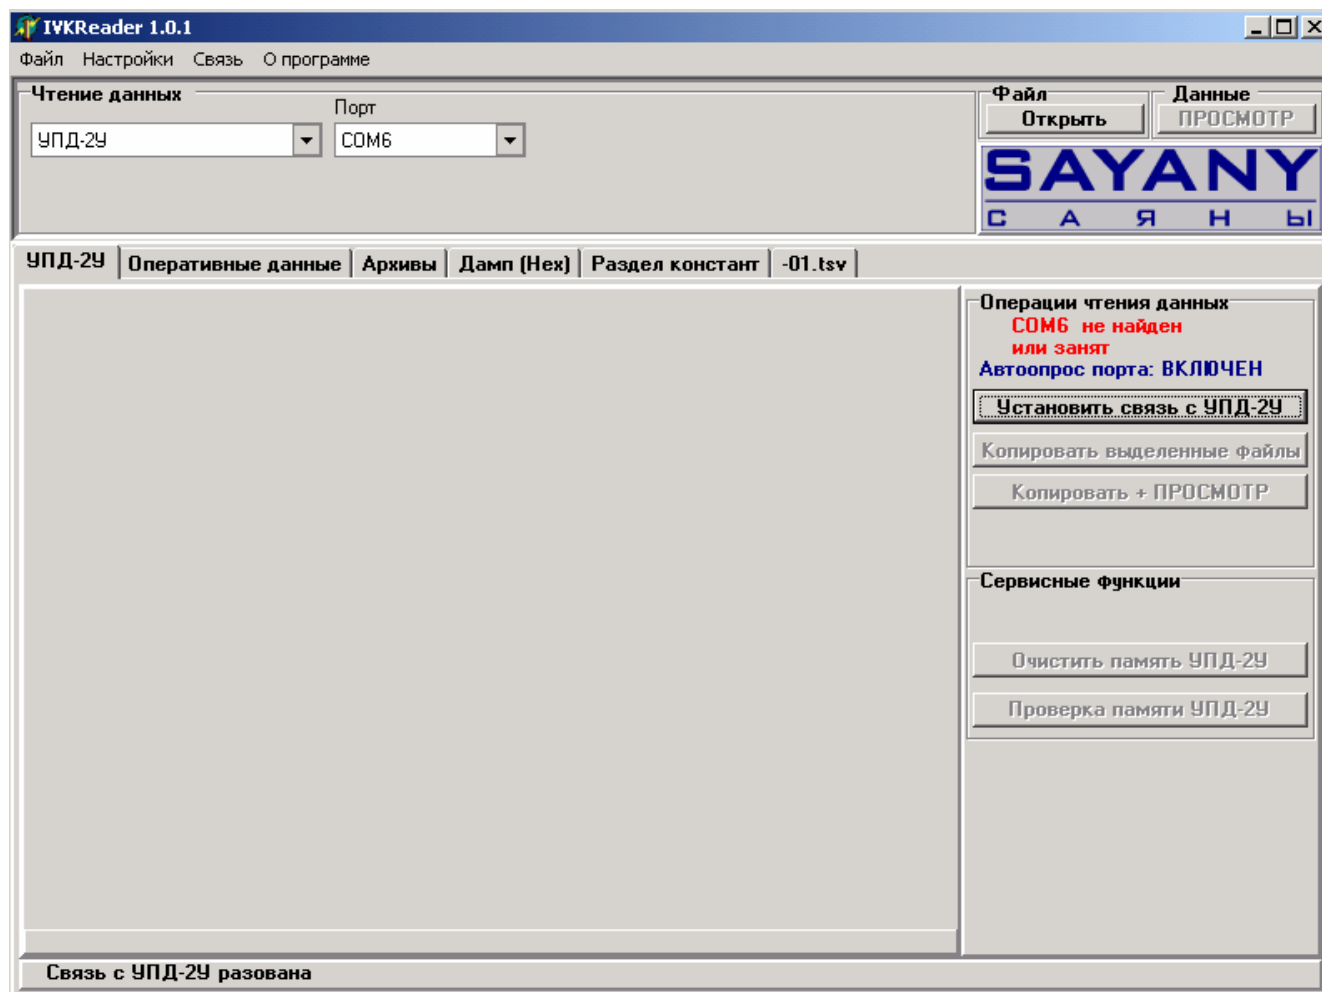 IVKReader 1.0.1
Файл Настройки Связь О программе
Чтение данных
Порт
УПД-2У
COM6
Файл
Открыть
Данные
ПРОСМОТР
SAYANY
САЯНЫ
УПД-2У Оперативные данные Архивы Дамп (Hex) Раздел констант -01.tsv
Операции чтения данных
COM6 не найден
или занят
Автоопрос порта: ВКЛЮЧЕН
Установить связь с УПД-2У
Копировать выделенные файлы
Копировать + ПРОСМОТР
Сервисные функции
Очистить память УПД-2У
Проверка памяти УПД-2У
Связь с УПД-2У разована